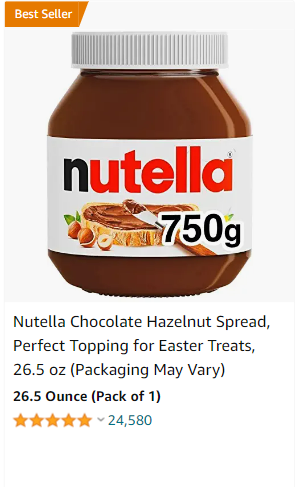 Best Seller
nutella
750g
Nutella Chocolate Hazelnut Spread,
Perfect Topping for Easter Treats,
26.5 oz (Packaging May Vary)
26.5 Ounce (Pack of 1)
24,580